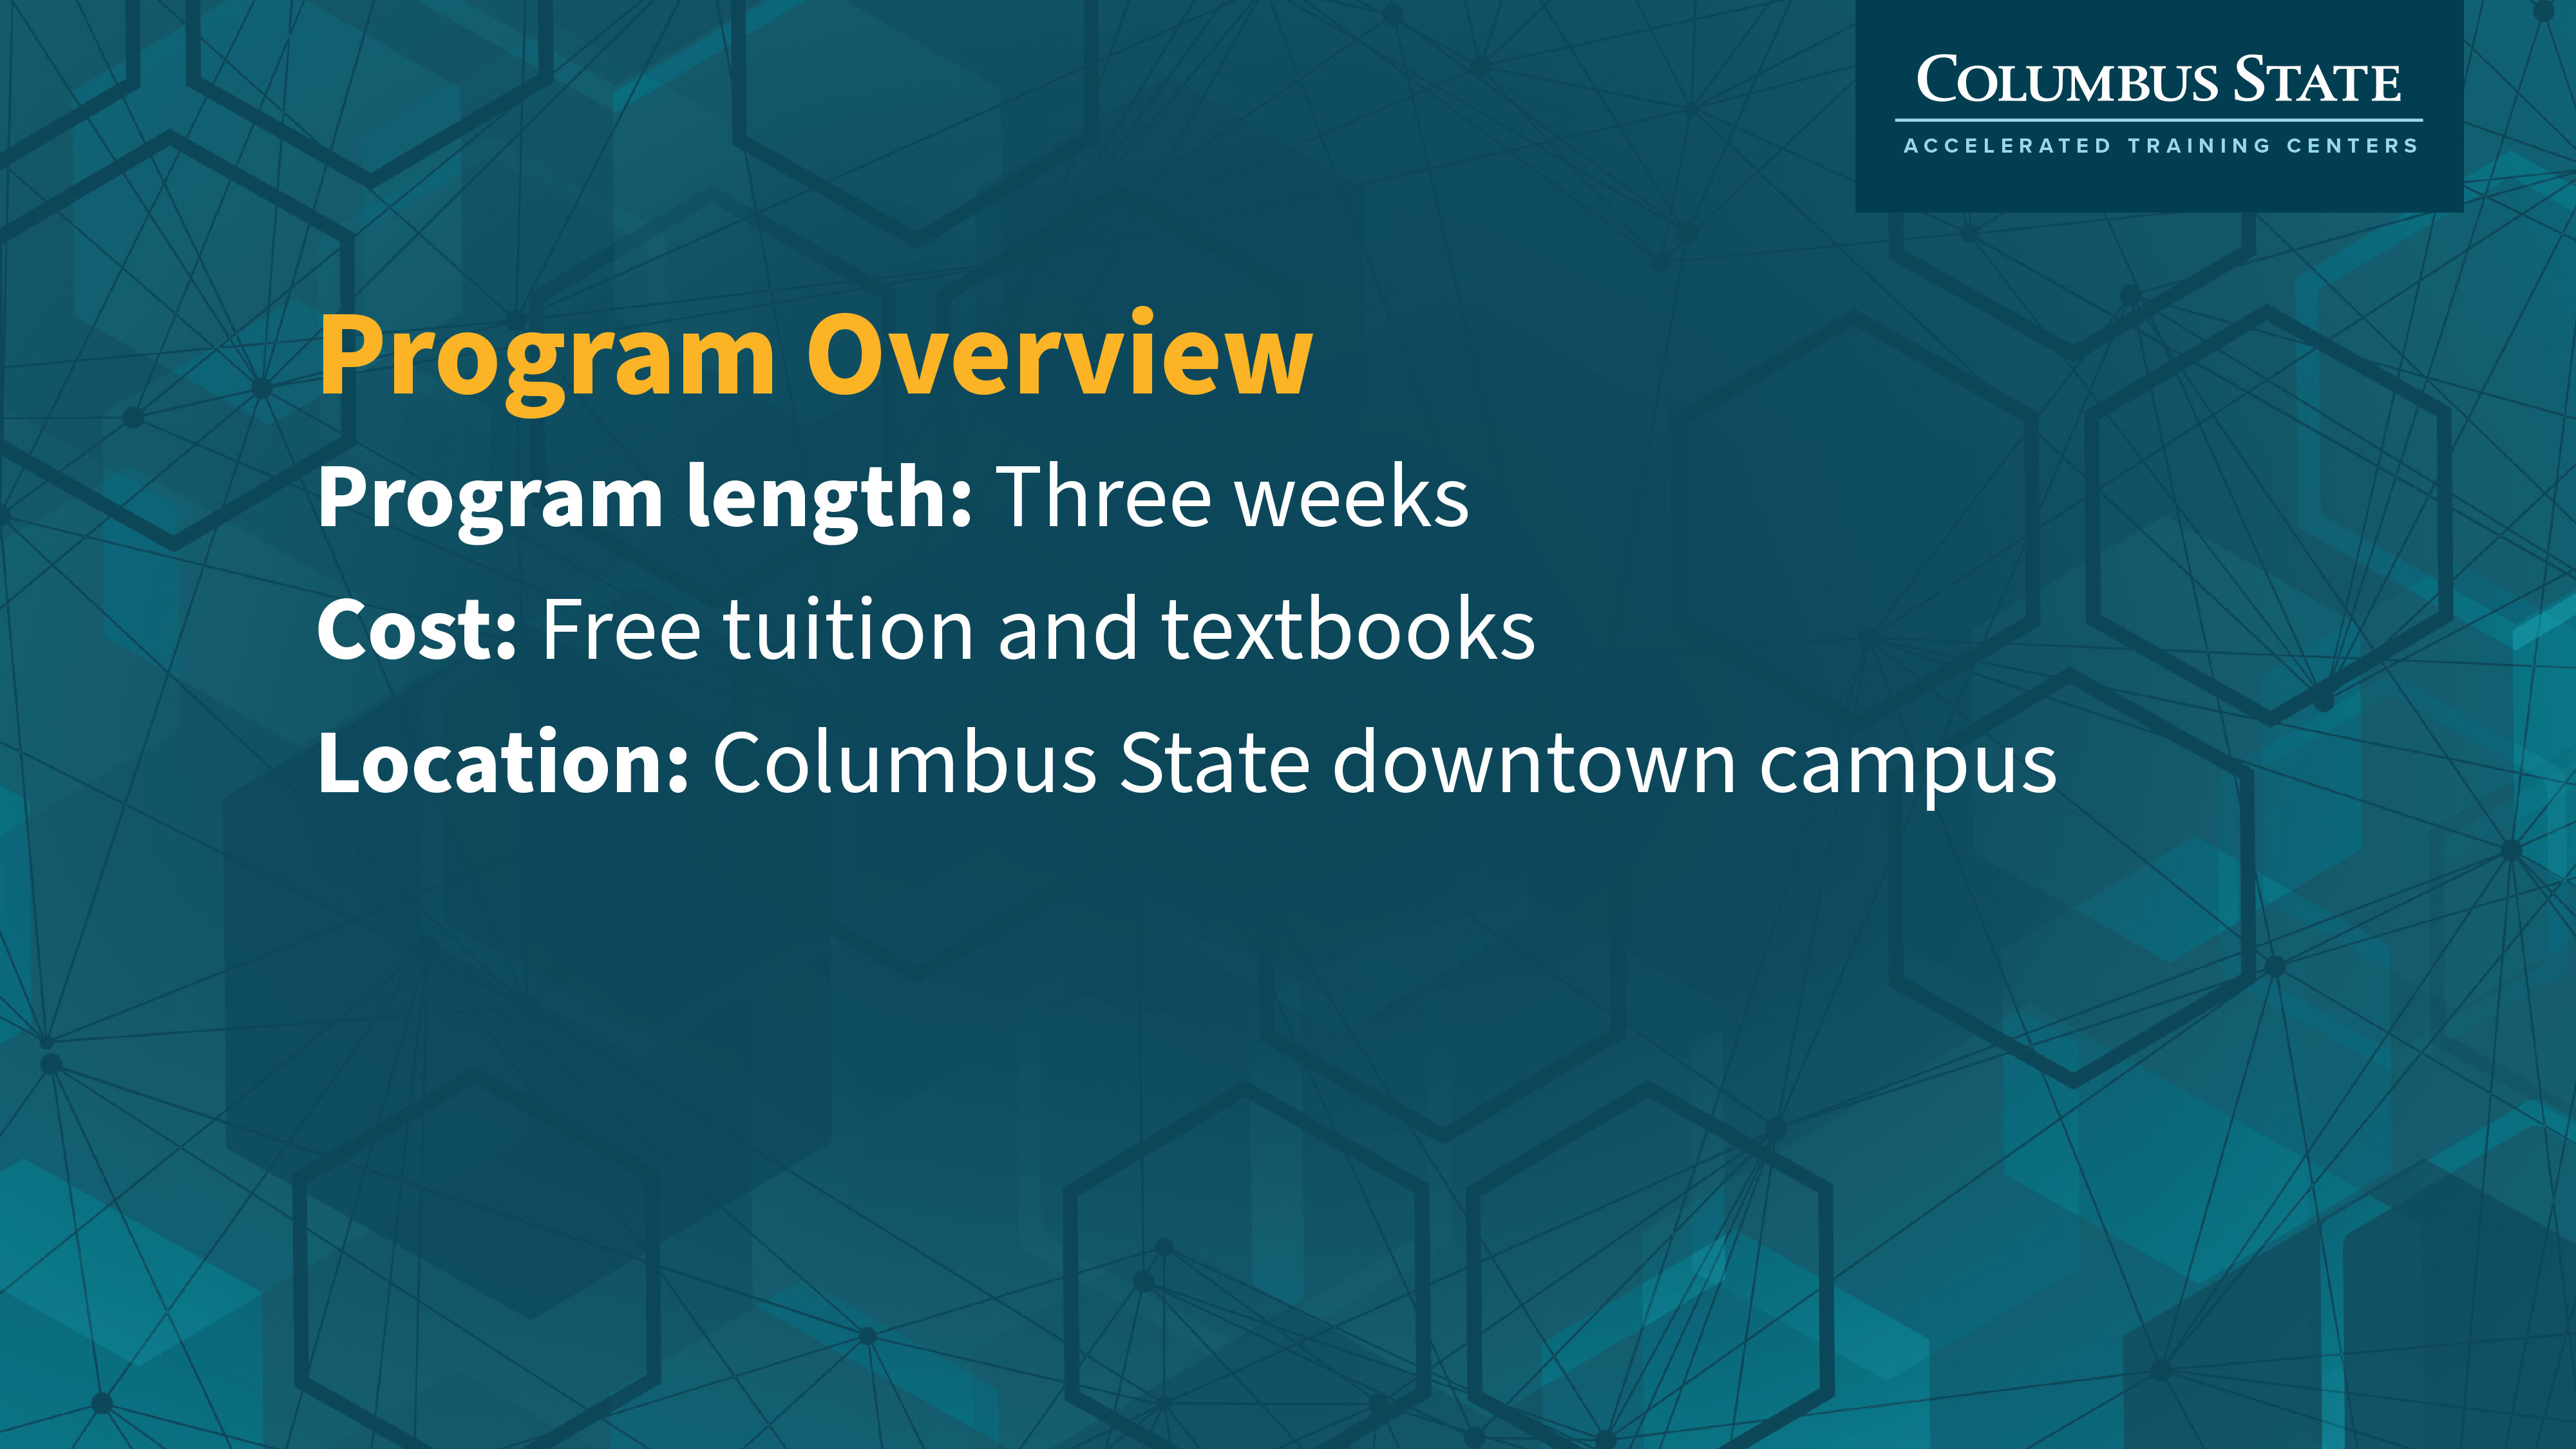 COLUMBUS STATE
ACCELERATED TRAINING CENTERS
Program Overview
Program length: Three weeks
Cost: Free tuition and textbooks
Location: Columbus State downtown campus